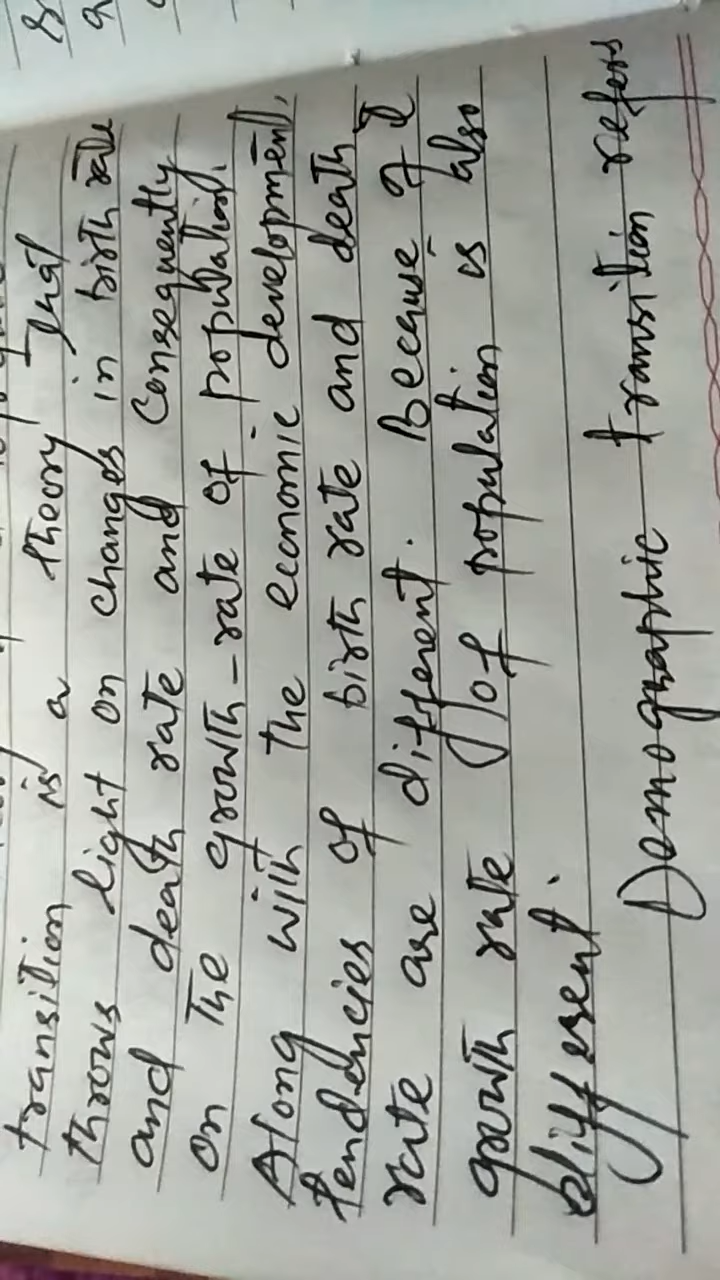 transition is a theory that
throws light on changes in birth rate
and death rate and consequently
on the growth-rate of population.
Along with the economic development,
tendencies of birth rate and death
rate are different. Because of it
growth rate of population is also
different.
Demographic transition refers